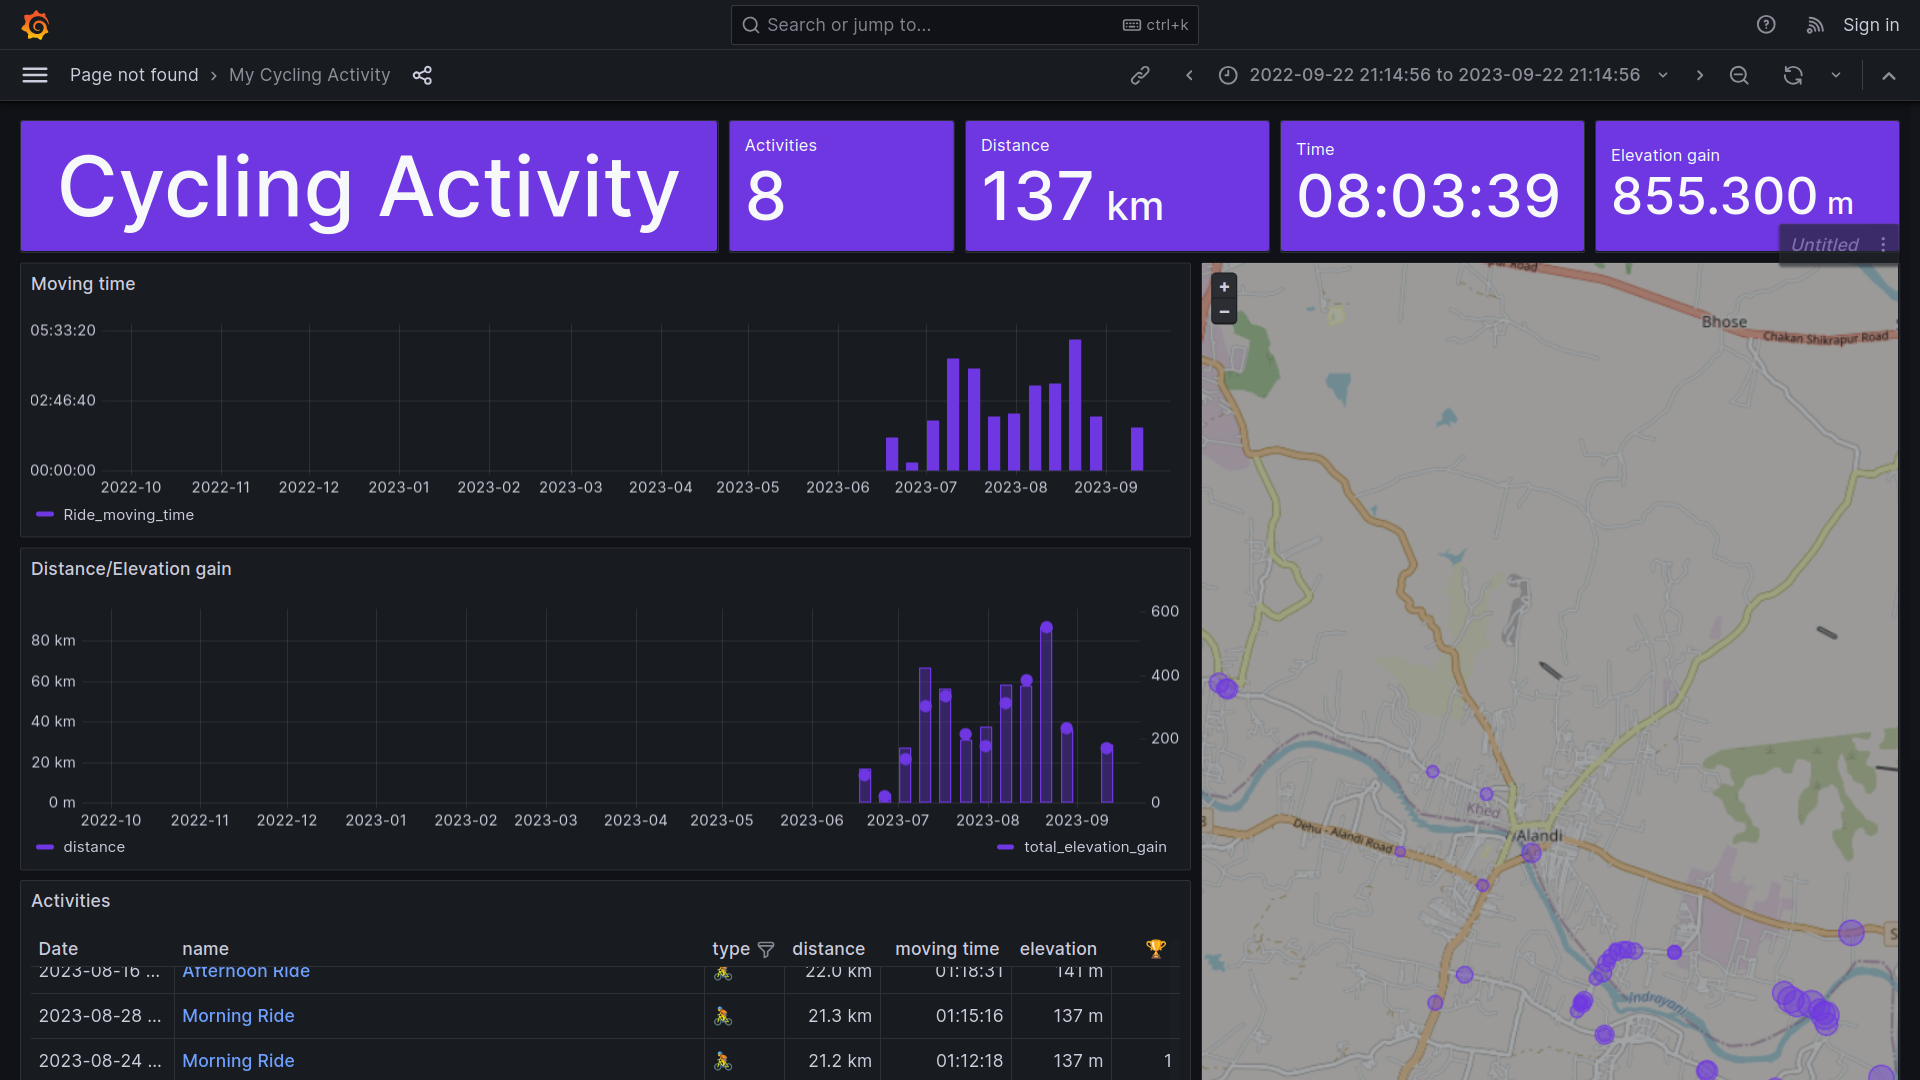 Search or jump to...
ctrl+k
Sign in
Page not found › My Cycling Activity
2022-09-22 21:14:56 to 2023-09-22 21:14:56
Cycling Activity
Activities
8
Distance
137 km
Time
08:03:39
Elevation gain
855.300 m
Untitled
Moving time
05:33:20
02:46:40
00:00:00
2022-10 2022-11 2022-12 2023-01 2023-02 2023-03 2023-04 2023-05 2023-06 2023-07 2023-08 2023-09
Ride_moving_time
Distance/Elevation gain
80 km
60 km
40 km
20 km
0 m
600
400
200
0
2022-10 2022-11 2022-12 2023-01 2023-02 2023-03 2023-04 2023-05 2023-06 2023-07 2023-08 2023-09
distance
total_elevation_gain
Activities
Date name type distance moving time elevation
2023-08-16 ... Afternoon Ride 22.0 km 01:18:31 141 m
2023-08-28 ... Morning Ride 21.3 km 01:15:16 137 m
2023-08-24 ... Morning Ride 21.2 km 01:12:18 137 m 1
+
−
Road
Bhose
Chakan Shikrapur Road
Khed
Alandi
Dehu - Alandi Road
Indrayani